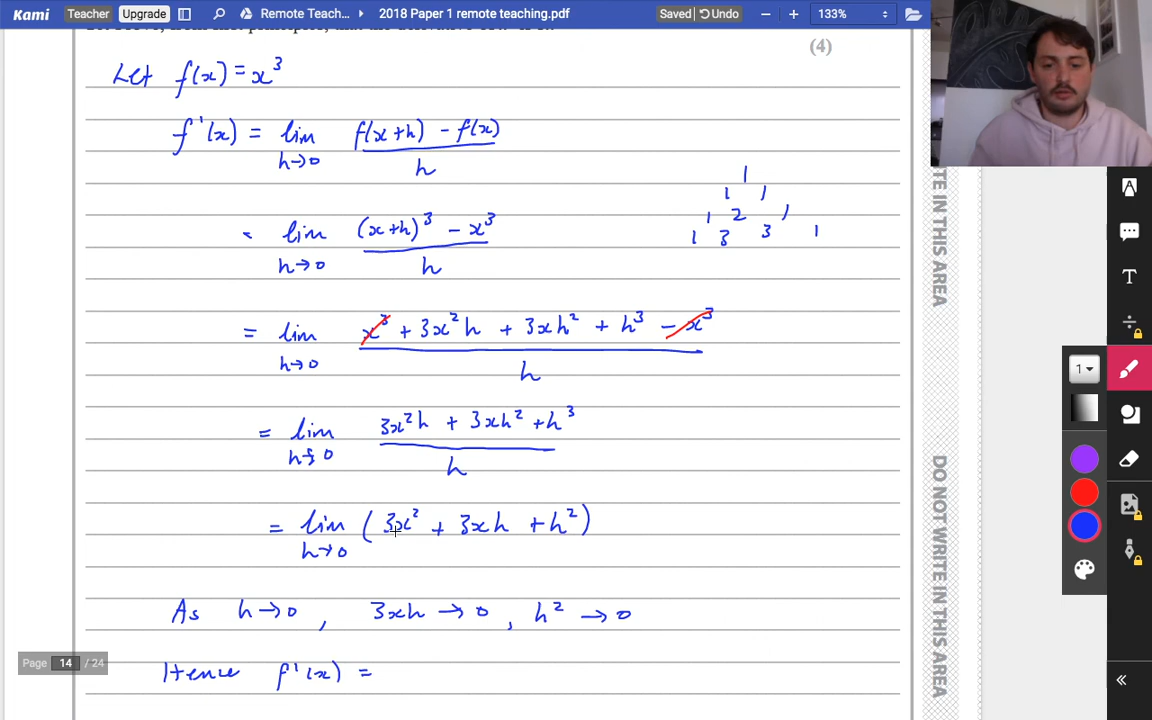 Kami Teacher Upgrade Remote Teach... > 2018 Paper 1 remote teaching.pdf Saved Undo − + 133%
(4)
Let f(x) = x³
f'(x) = lim h→0 f(x+h) - f(x) / h
= lim h→0 (x+h)³ - x³ / h
1
1 1
1 2 1
1 3 3 1
= lim h→0 x³ + 3x²h + 3xh² + h³ - x³ / h
= lim h→0 3x²h + 3xh² + h³ / h
= lim h→0 (3x² + 3xh + h²)
As h→0, 3xh → 0, h² → 0
Hence f'(x) =
Page 14 / 24
WRITE IN THIS AREA
DO NOT WRITE IN THIS AREA
T
1